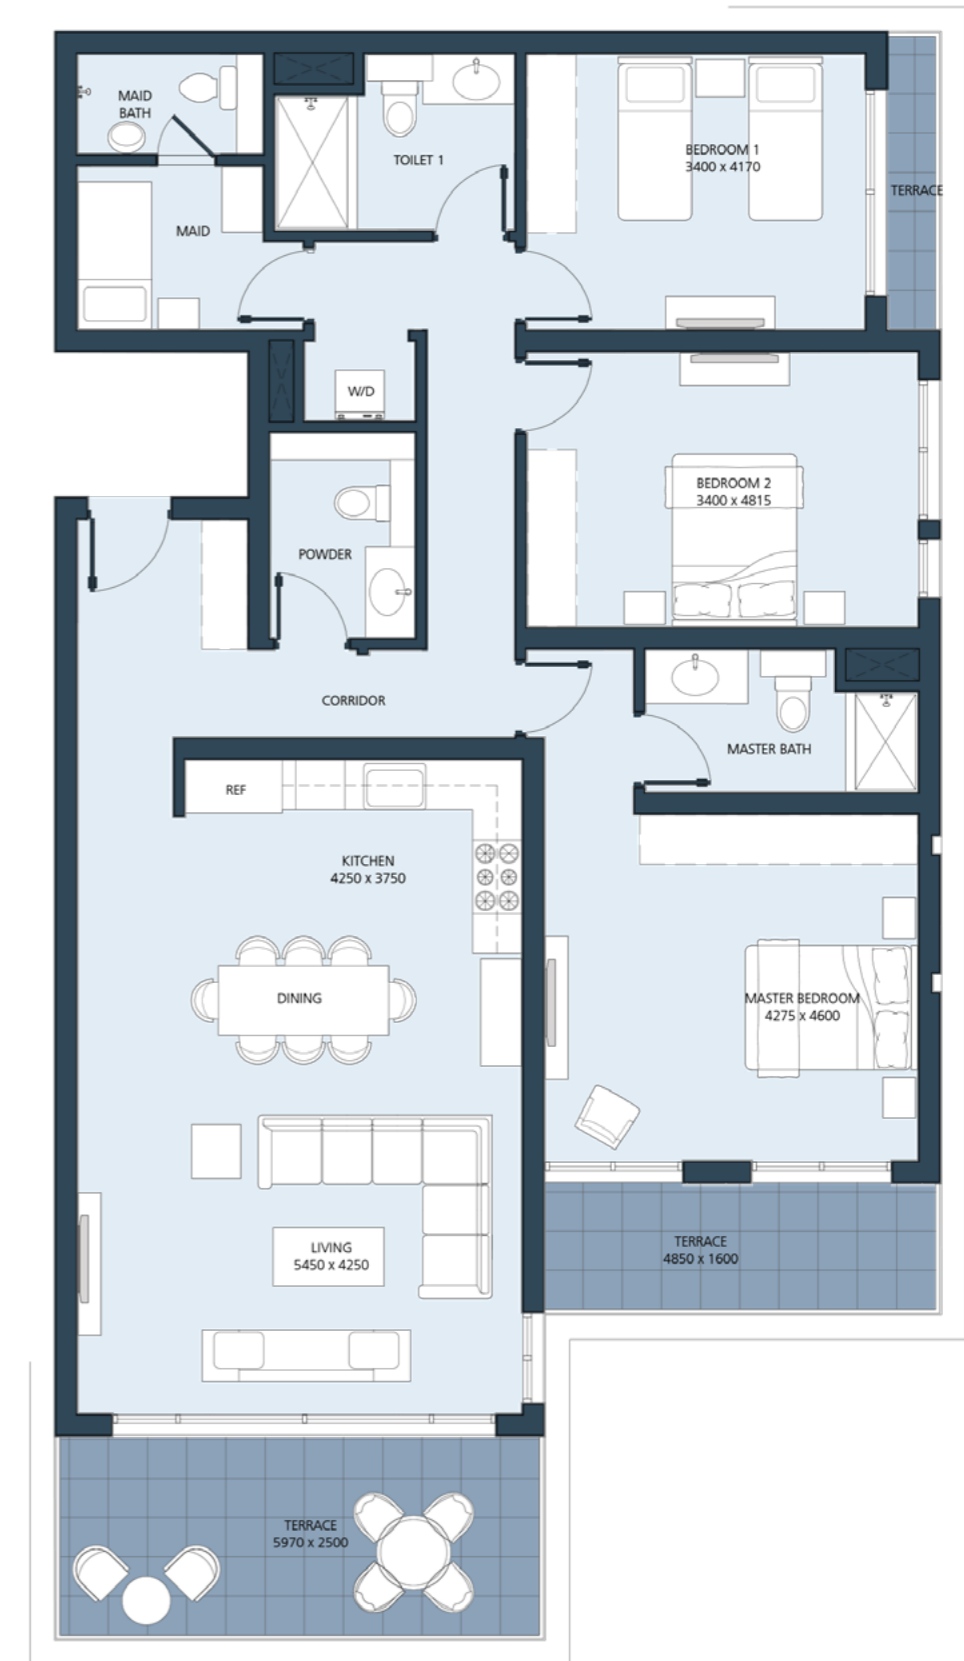 MAID
BATH
TOILET 1
BEDROOM 1
3400 x 4170
TERRACE
MAID
W/D
BEDROOM 2
3400 x 4815
POWDER
CORRIDOR
MASTER BATH
REF
KITCHEN
4250 x 3750
DINING
MASTER BEDROOM
4275 x 4600
LIVING
5450 x 4250
TERRACE
4850 x 1600
TERRACE
5970 x 2500